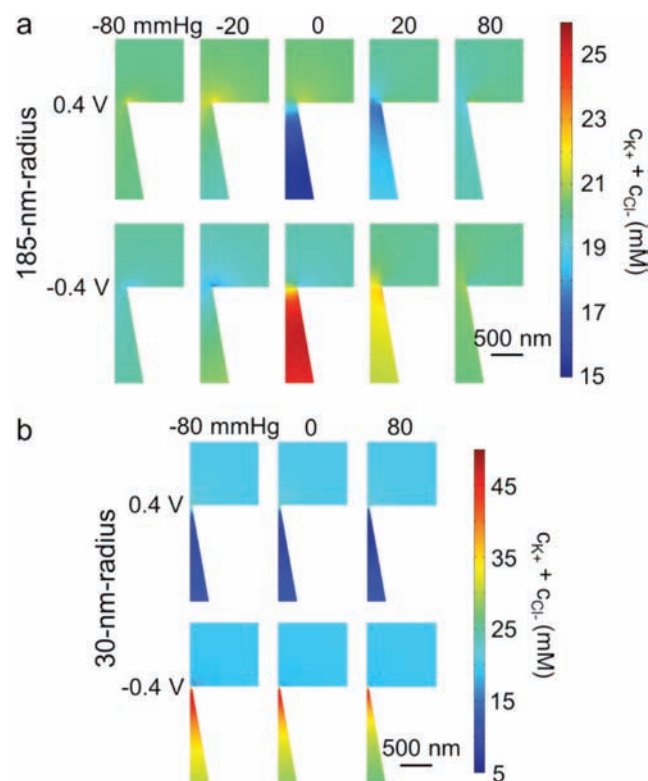 a
-80 mmHg -20 0 20 80
185-nm-radius
0.4 V
-0.4 V
500 nm
25
23
21
19
17
15
cK+ + cCl- (mM)
b
-80 mmHg 0 80
30-nm-radius
0.4 V
-0.4 V
500 nm
45
35
25
15
5
cK+ + cCl- (mM)